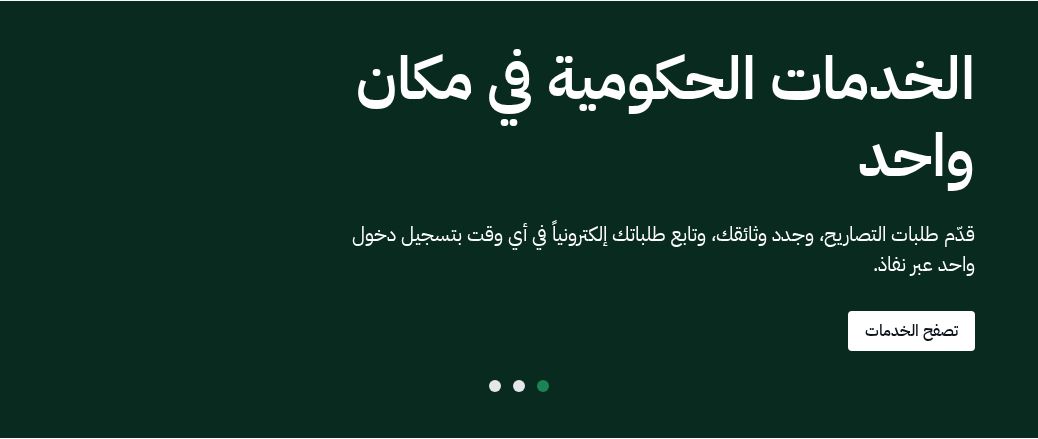 الخدمات الحكومية في مكان
واحد
قدّم طلبات التصاريح، وجدد وثائقك، وتابع طلباتك إلكترونياً في أي وقت بتسجيل دخول
واحد عبر نفاذ.
تصفح الخدمات